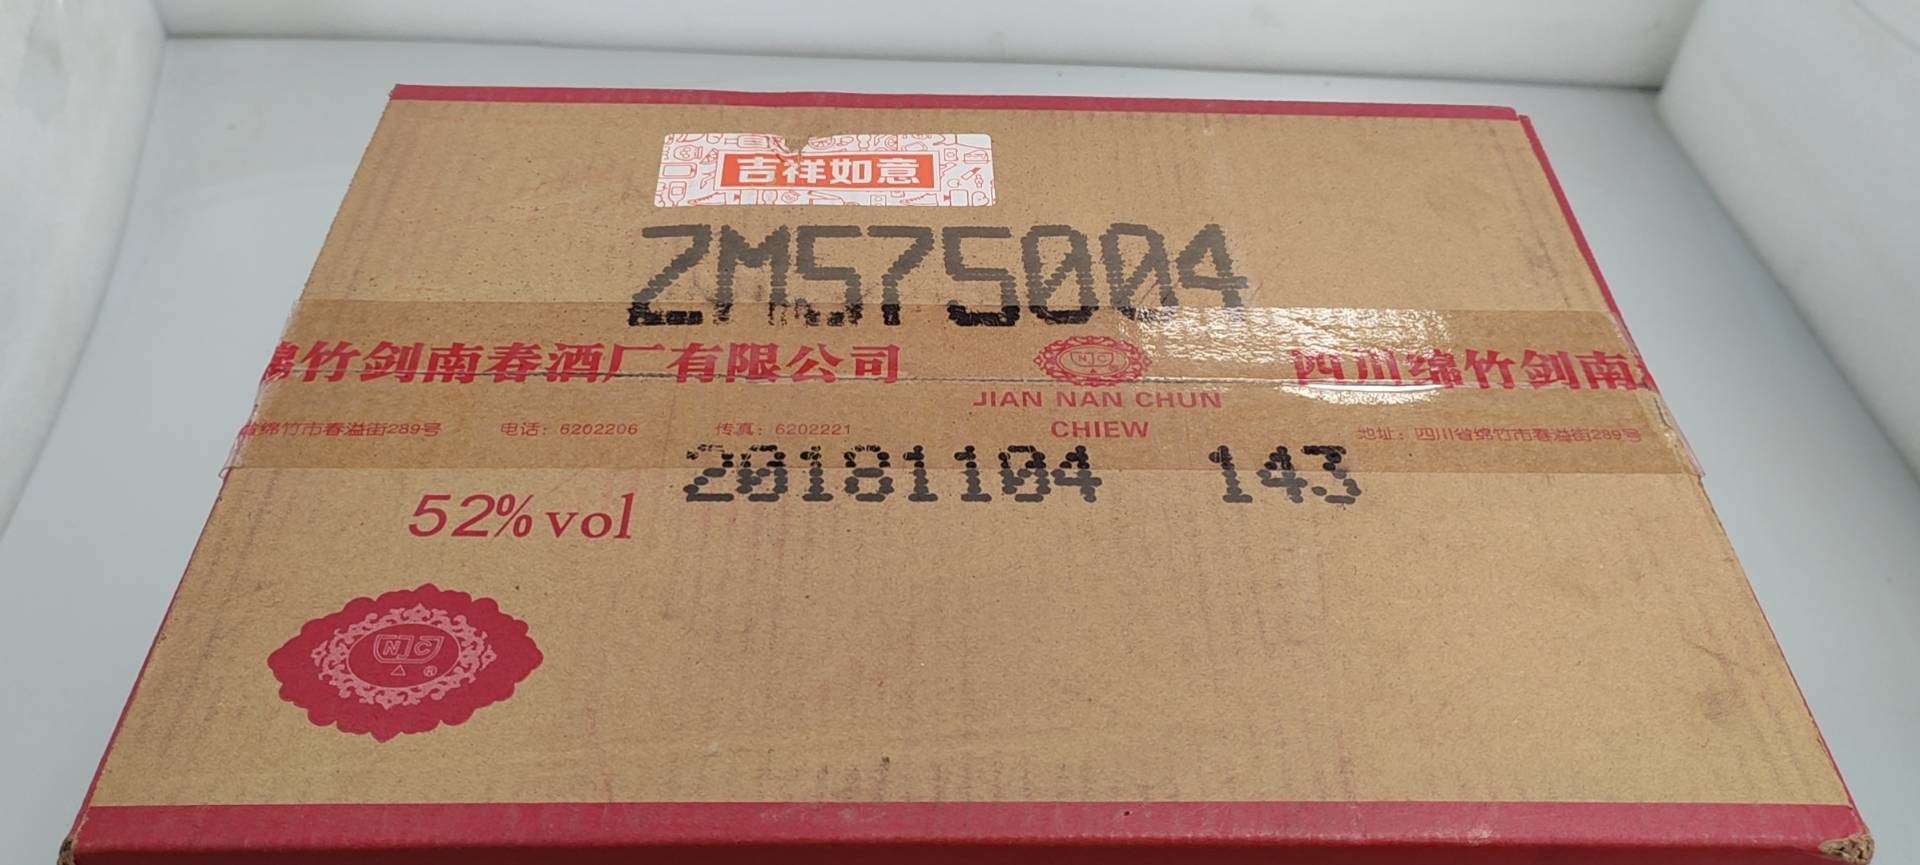 吉祥如意
ZM575004
绵竹剑南春酒厂有限公司
NJC
四川绵竹剑南
JIAN NAN CHUN
CHIEW
省绵竹市春溢街289号 电话：6202206 传真：6202221
地址：四川省绵竹市春溢街289号
20181104 143
52%vol
NJC
®